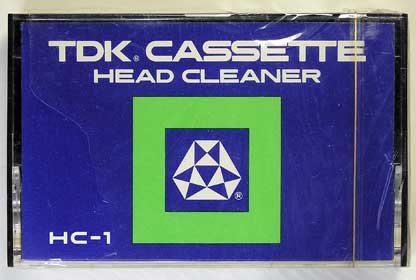 TDK® CASSETTE
HEAD CLEANER
®
HC-1